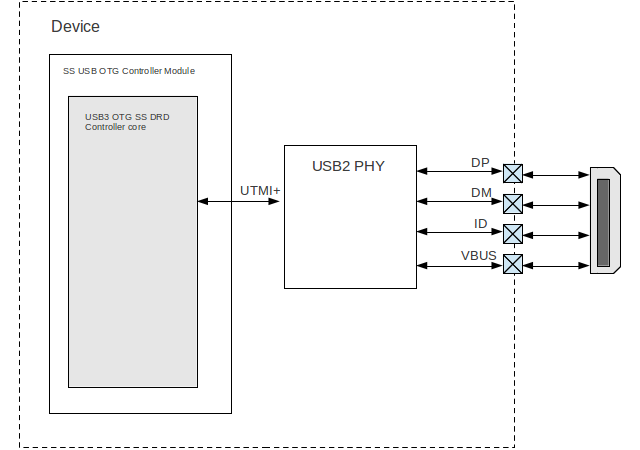 Device
SS USB OTG Controller Module
USB3 OTG SS DRD
Controller core
USB2 PHY
UTMI+
DP
DM
ID
VBUS